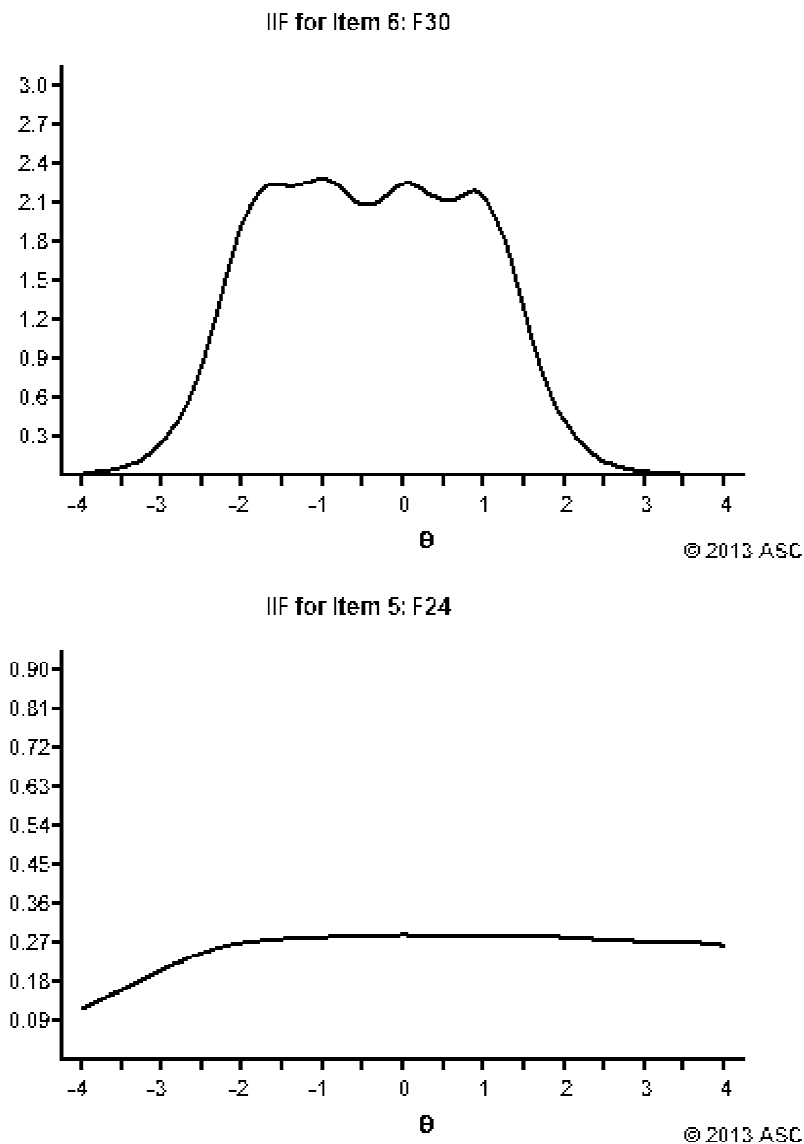 IIF for Item 6: F30
3.0
2.7
2.4
2.1
1.8
1.5
1.2
0.9
0.6
0.3
-4 -3 -2 -1 0 1 2 3 4
θ
© 2013 ASC
IIF for Item 5: F24
0.90
0.81
0.72
0.63
0.54
0.45
0.36
0.27
0.18
0.09
-4 -3 -2 -1 0 1 2 3 4
θ
© 2013 ASC